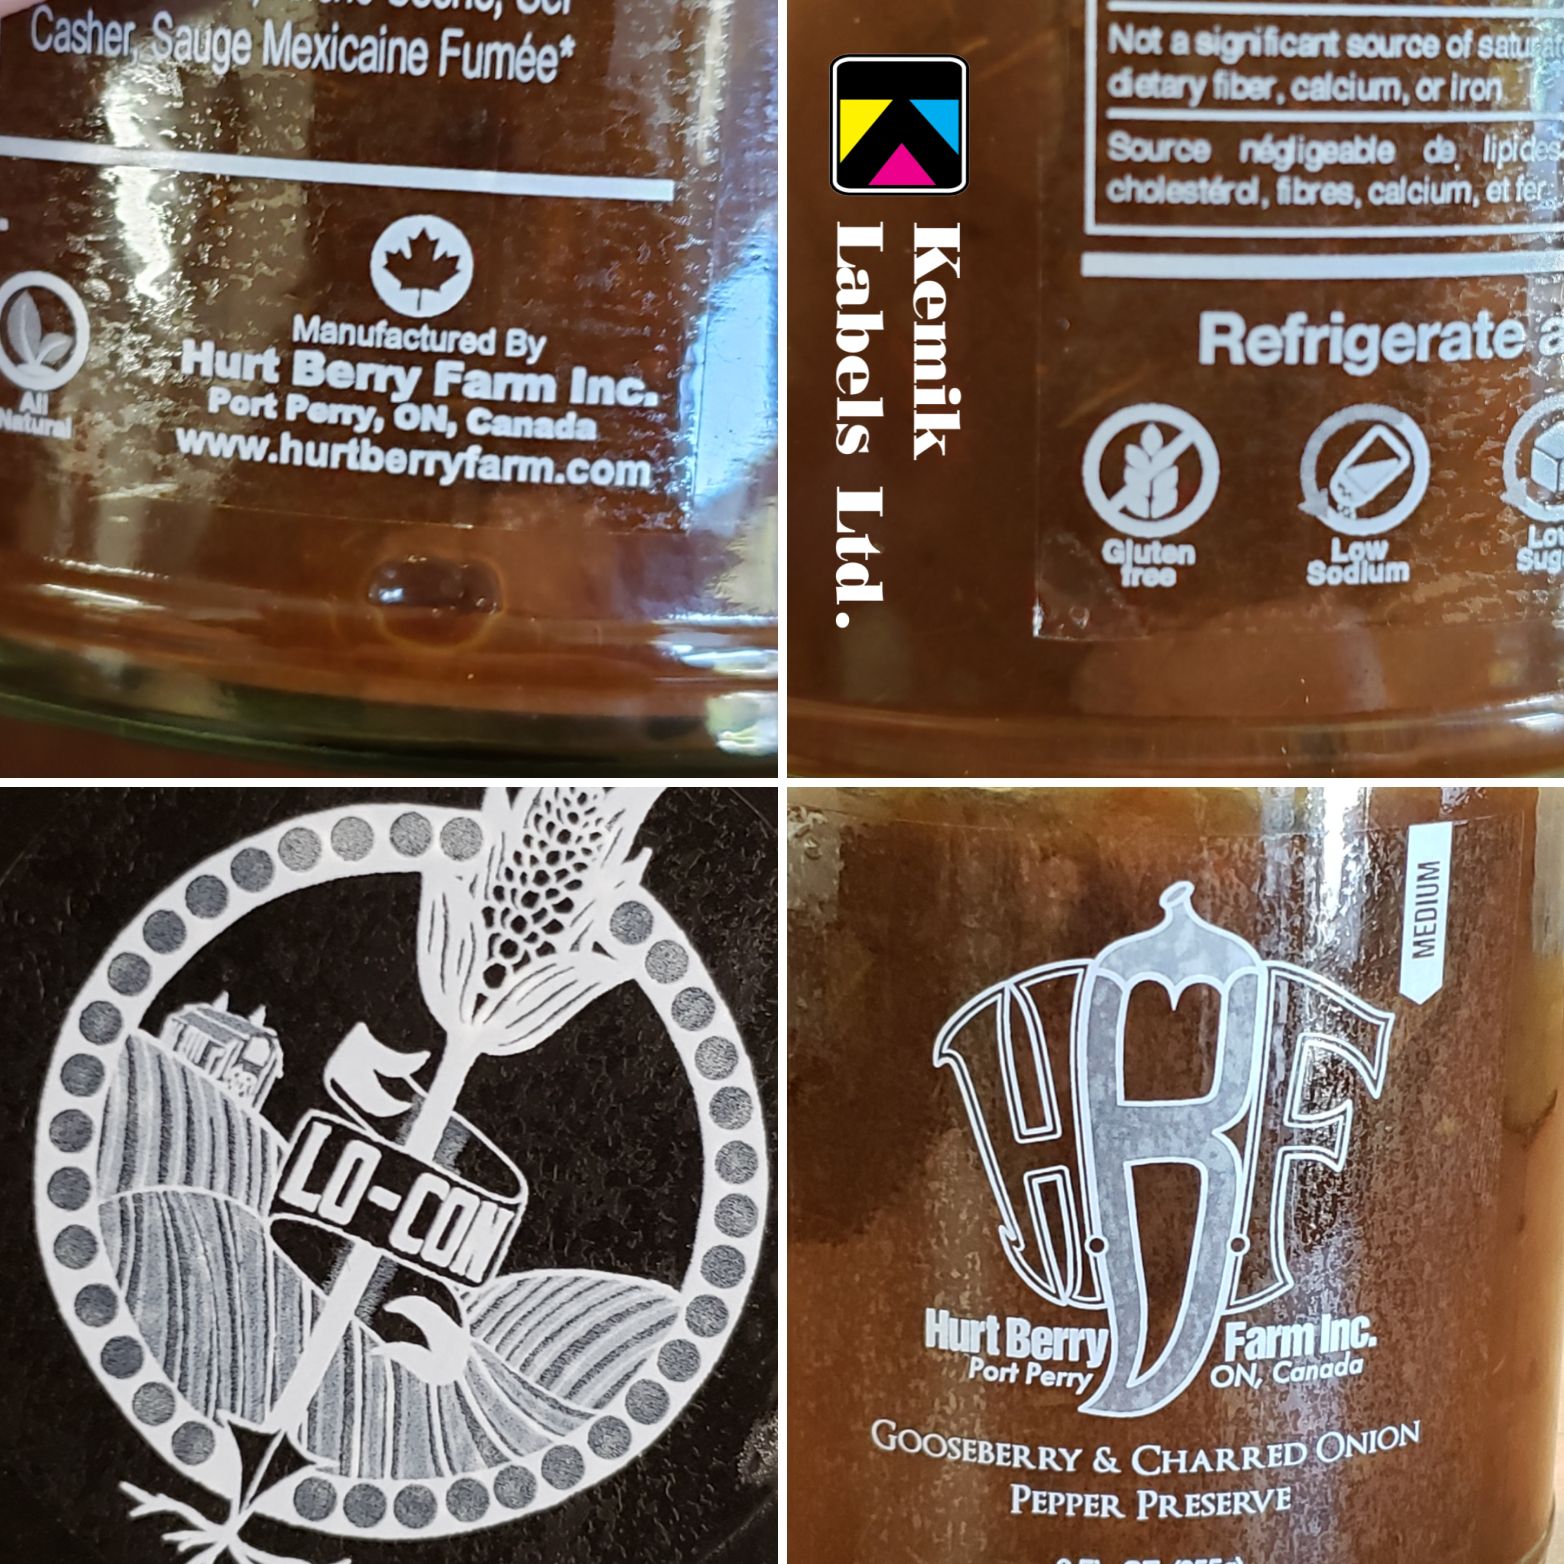 Casher, Sauge Mexicaine Fumée*
All
Natural
Manufactured By
Hurt Berry Farm Inc.
Port Perry, ON, Canada
www.hurtberryfarm.com
Not a significant source of
dietary fiber, calcium, or iron
Source négligeable de lipides
cholestérol, fibres, calcium, et fer
Refrigerate
Gluten
free
Low
Sodium
Kemik
Labels Ltd.
LO-CON
MEDIUM
HBF
Hurt Berry Farm Inc.
Port Perry ON, Canada
GOOSEBERRY & CHARRED ONION
PEPPER PRESERVE